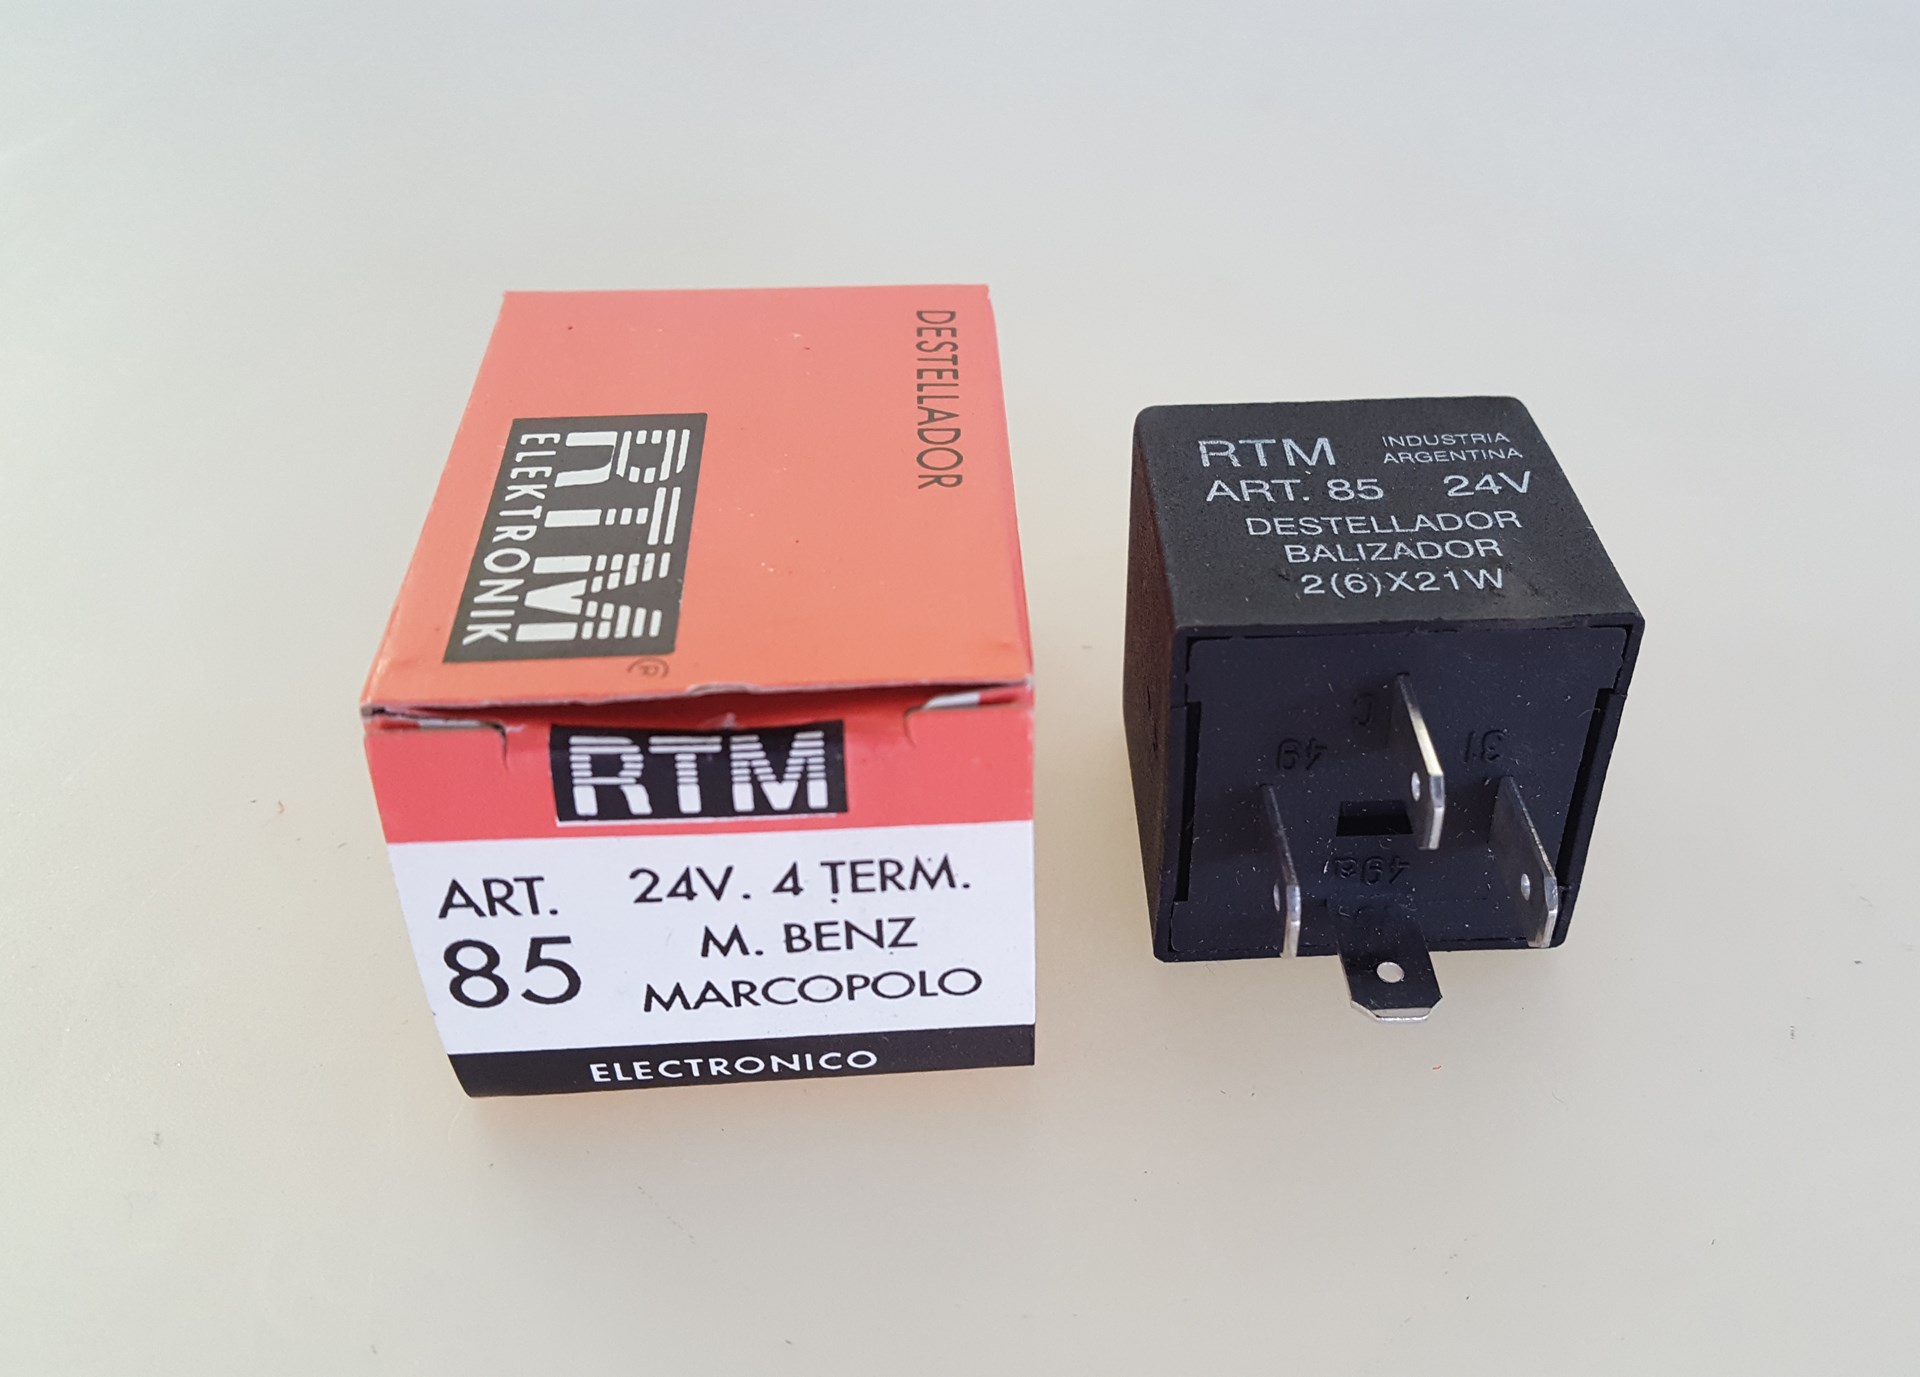 DESTELLADOR
RTM
ELEKTRONIK
®
RTM
ART.
85
24V. 4 TERM.
M. BENZ
MARCOPOLO
ELECTRONICO
RTM
INDUSTRIA
ARGENTINA
ART. 85
24V
DESTELLADOR
BALIZADOR
2(6)X21W
C
49
31
49a